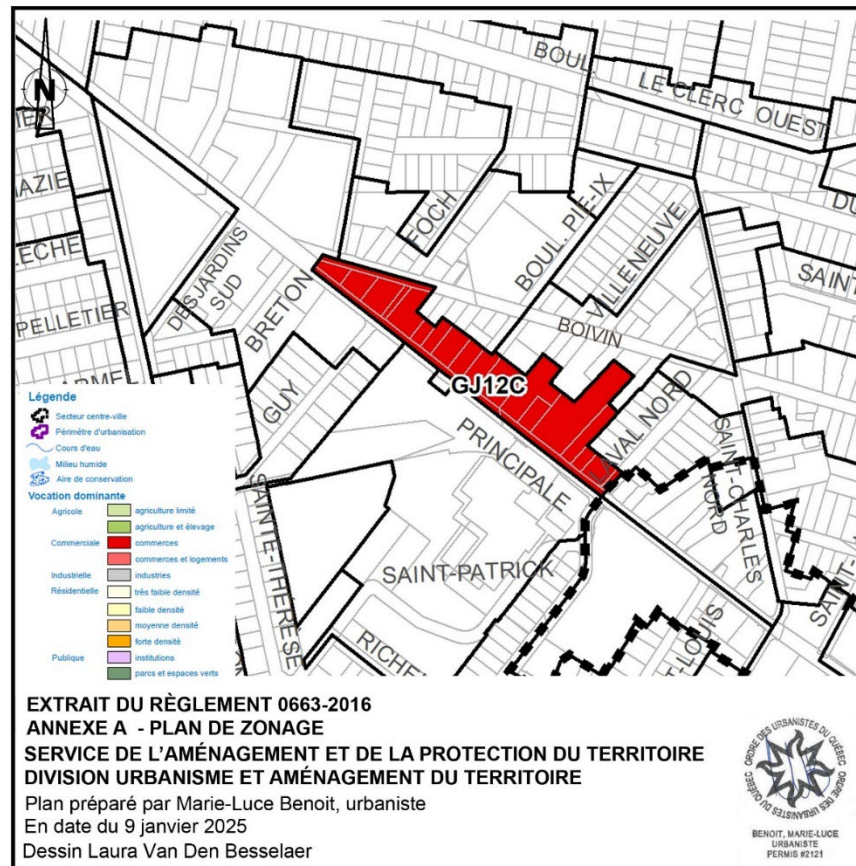 BOUL.
LE CLERC OUEST
N
FOCH
BOUL. PIE-IX
VILLENEUVE
DESJARDINS
SUD
BRETON
PELLETIER
BOIVIN
GJ12C
GUY
LAVAL NORD
PRINCIPALE
SAINT-CHARLES
NORD
SAINTE-THÉRÈSE
SAINT-PATRICK
Légende
Secteur centre-ville
Périmètre d'urbanisation
Cours d'eau
Milieu humide
Aire de conservation
Vocation dominante
Agricole agriculture limité
agriculture et élevage
Commerciale commerces
commerces et logements
Industrielle industries
Résidentielle très faible densité
faible densité
moyenne densité
forte densité
Publique institutions
parcs et espaces verts
EXTRAIT DU RÈGLEMENT 0663-2016
ANNEXE A - PLAN DE ZONAGE
SERVICE DE L'AMÉNAGEMENT ET DE LA PROTECTION DU TERRITOIRE
DIVISION URBANISME ET AMÉNAGEMENT DU TERRITOIRE
Plan préparé par Marie-Luce Benoit, urbaniste
En date du 9 janvier 2025
Dessin Laura Van Den Besselaer
ORDRE DES URBANISTES DU QUÉBEC
ORDRE DES URBANISTES DU QUÉBEC
BENOIT, MARIE-LUCE
URBANISTE
PERMIS #2121